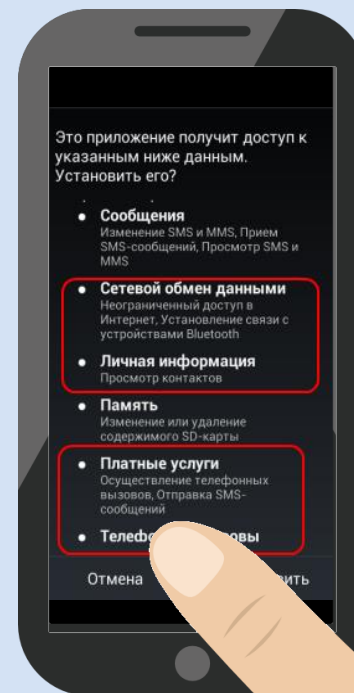 Это приложение получит доступ к
указанным ниже данным.
Установить его?
• Сообщения
Изменение SMS и MMS, Прием
SMS-сообщений, Просмотр SMS и
MMS
• Сетевой обмен данными
Неограниченный доступ в
Интернет, Установление связи с
устройствами Bluetooth
• Личная информация
Просмотр контактов
• Память
Изменение или удаление
содержимого SD-карты
• Платные услуги
Осуществление телефонных
вызовов, Отправка SMS-
сообщений
•
Отмена